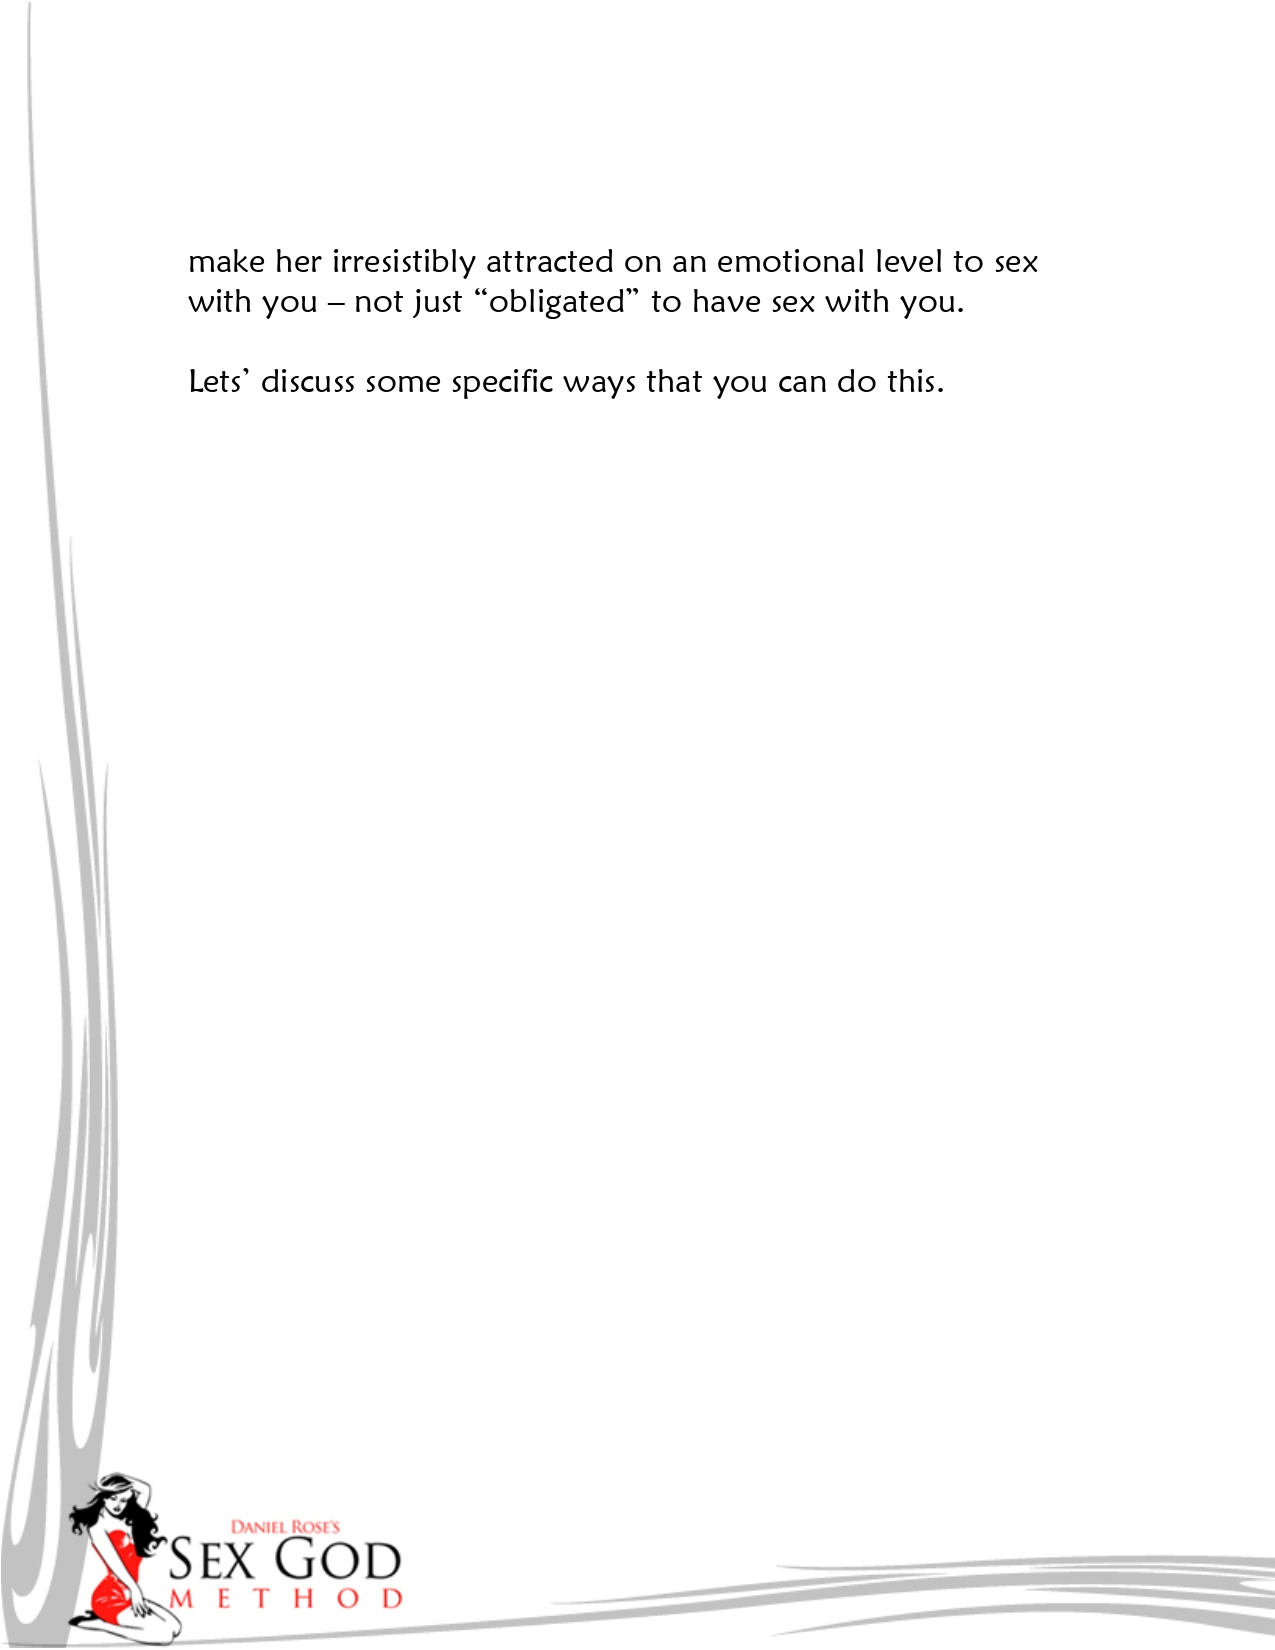 make her irresistibly attracted on an emotional level to sex
with you – not just “obligated” to have sex with you.
Lets’ discuss some specific ways that you can do this.
DANIEL ROSE'S
SEX GOD
METHOD